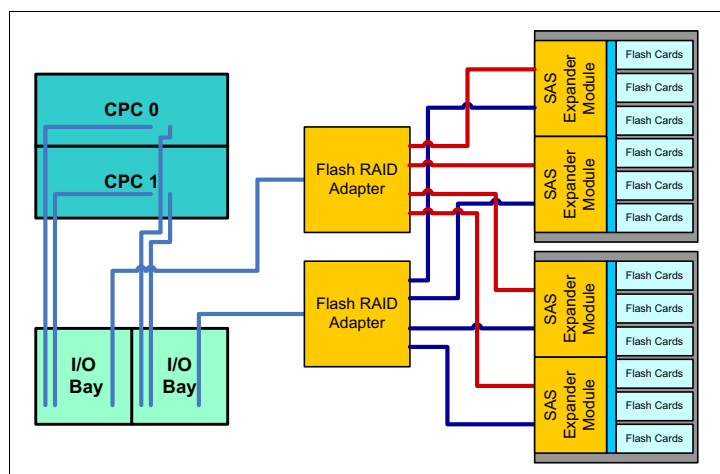 CPC 0
CPC 1
I/O
Bay
I/O
Bay
Flash RAID
Adapter
Flash RAID
Adapter
SAS
Expander
Module
SAS
Expander
Module
Flash Cards
Flash Cards
Flash Cards
Flash Cards
Flash Cards
Flash Cards
SAS
Expander
Module
SAS
Expander
Module
Flash Cards
Flash Cards
Flash Cards
Flash Cards
Flash Cards
Flash Cards